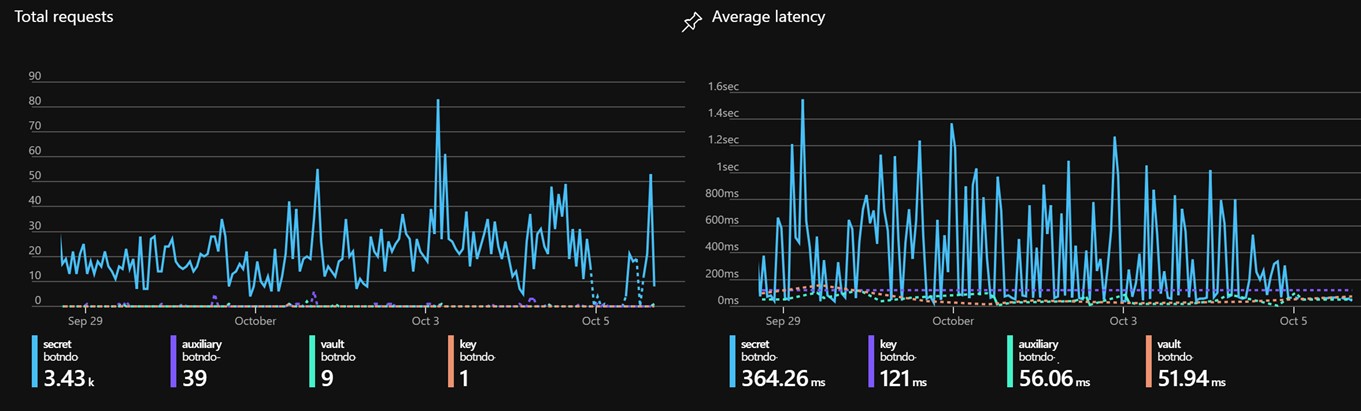 Total requests
90
80
70
60
50
40
30
20
10
0
Sep 29 October Oct 3 Oct 5
secret auxiliary vault key
botndo botndo- botndo botndo-
3.43 k 39 9 1
Average latency
1.6sec
1.4sec
1.2sec
1sec
800ms
600ms
400ms
200ms
0ms
Sep 29 October Oct 3 Oct 5
secret key auxiliary vault
botndo- botndo- botndo- botndo-
364.26 ms 121 ms 56.06 ms 51.94 ms